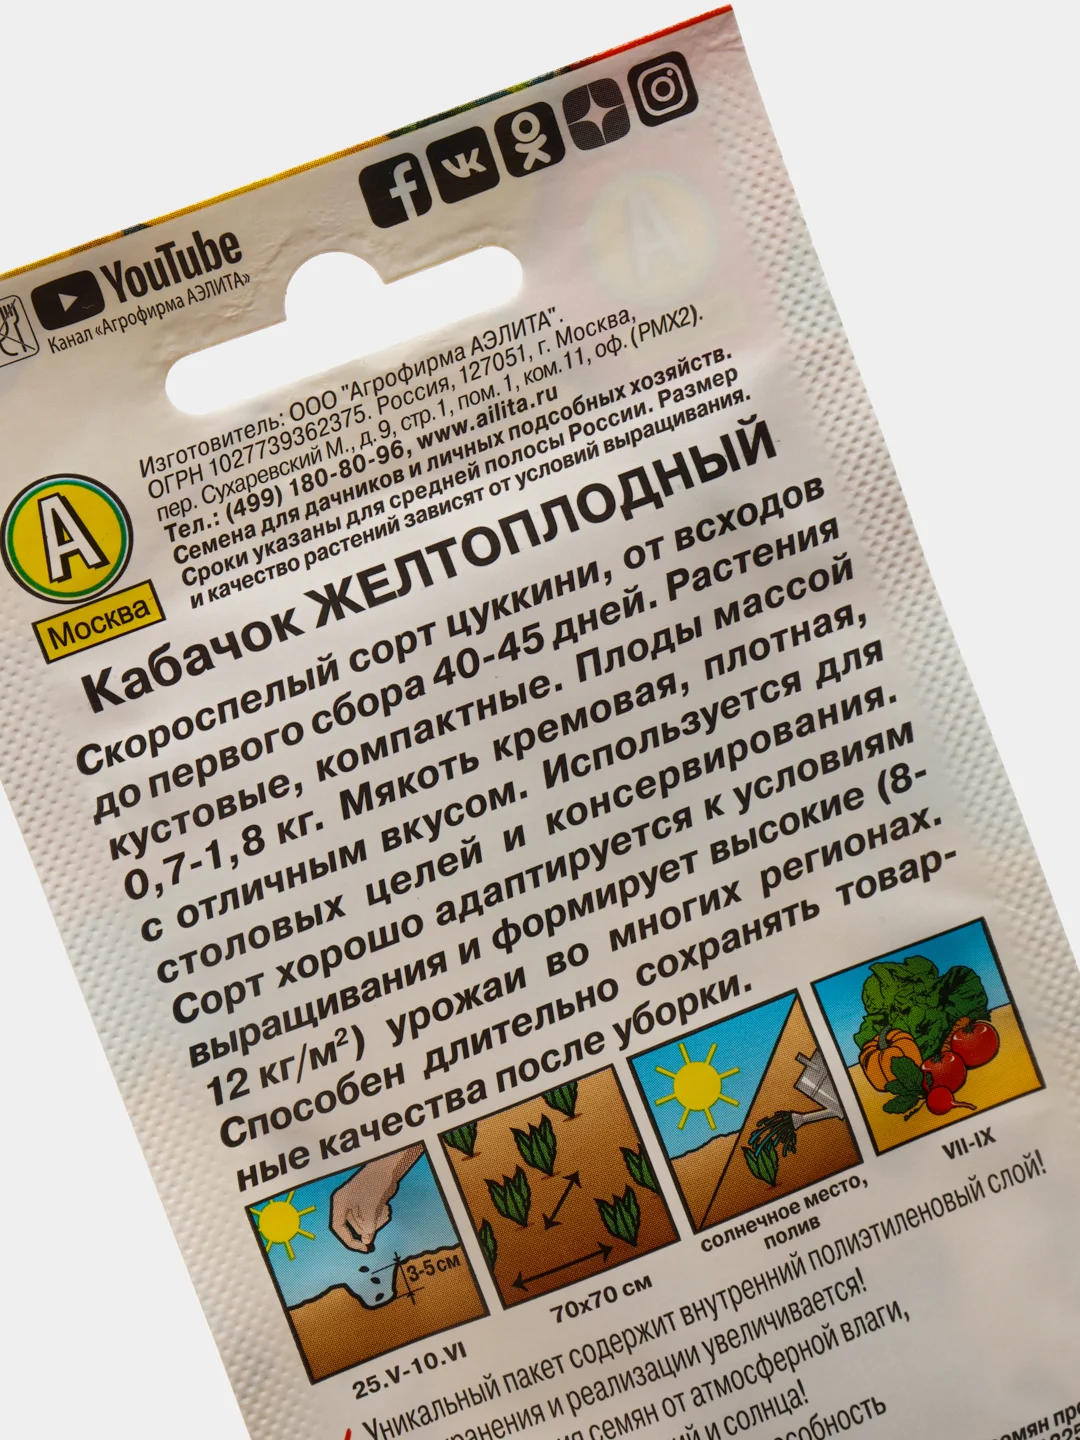 YouTube
Канал «Агрофирма АЭЛИТА»
Изготовитель: ООО "Агрофирма АЭЛИТА".
ОГРН 1027739362375. Россия, 127051, г. Москва,
пер. Сухаревский М., д. 9, стр.1, пом. 1, ком.11, оф. (РМХ2).
Тел.: (499) 180-80-96, www.ailita.ru
Семена для дачников и личных подсобных хозяйств.
Сроки указаны для средней полосы России. Размер
и качество растений зависят от условий выращивания.
А
Москва
Кабачок ЖЕЛТОПЛОДНЫЙ
Скороспелый сорт цуккини, от всходов
до первого сбора 40-45 дней. Растения
кустовые, компактные. Плоды массой
0,7-1,8 кг. Мякоть кремовая, плотная,
с отличным вкусом. Используется для
столовых целей и консервирования.
Сорт хорошо адаптируется к условиям
выращивания и формирует высокие (8-
12 кг/м²) урожаи во многих регионах.
Способен длительно сохранять товар-
ные качества после уборки.
3-5 см
25.V-10.VI
70х70 см
солнечное место,
полив
VII-IX
Уникальный пакет содержит внутренний полиэтиленовый слой!
и реализации увеличивается!
семян от атмосферной влаги,
и солнца!